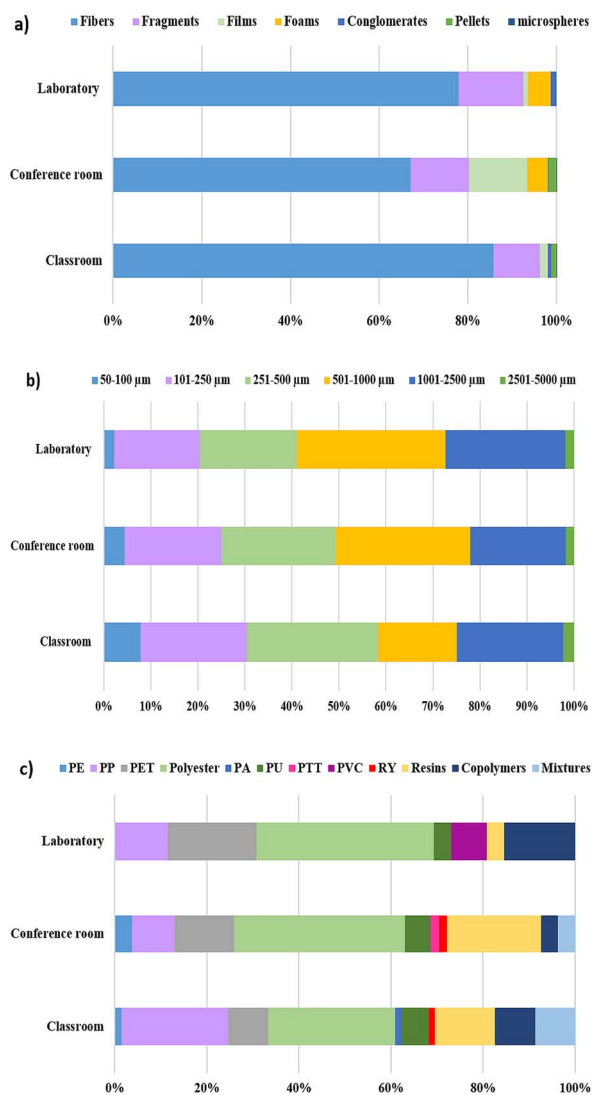 a)
Fibers Fragments Films Foams Conglomerates Pellets microspheres
Laboratory
Conference room
Classroom
0% 20% 40% 60% 80% 100%
b)
50-100 µm 101-250 µm 251-500 µm 501-1000 µm 1001-2500 µm 2501-5000 µm
Laboratory
Conference room
Classroom
0% 10% 20% 30% 40% 50% 60% 70% 80% 90% 100%
c)
PE PP PET Polyester PA PU PTT PVC RY Resins Copolymers Mixtures
Laboratory
Conference room
Classroom
0% 20% 40% 60% 80% 100%